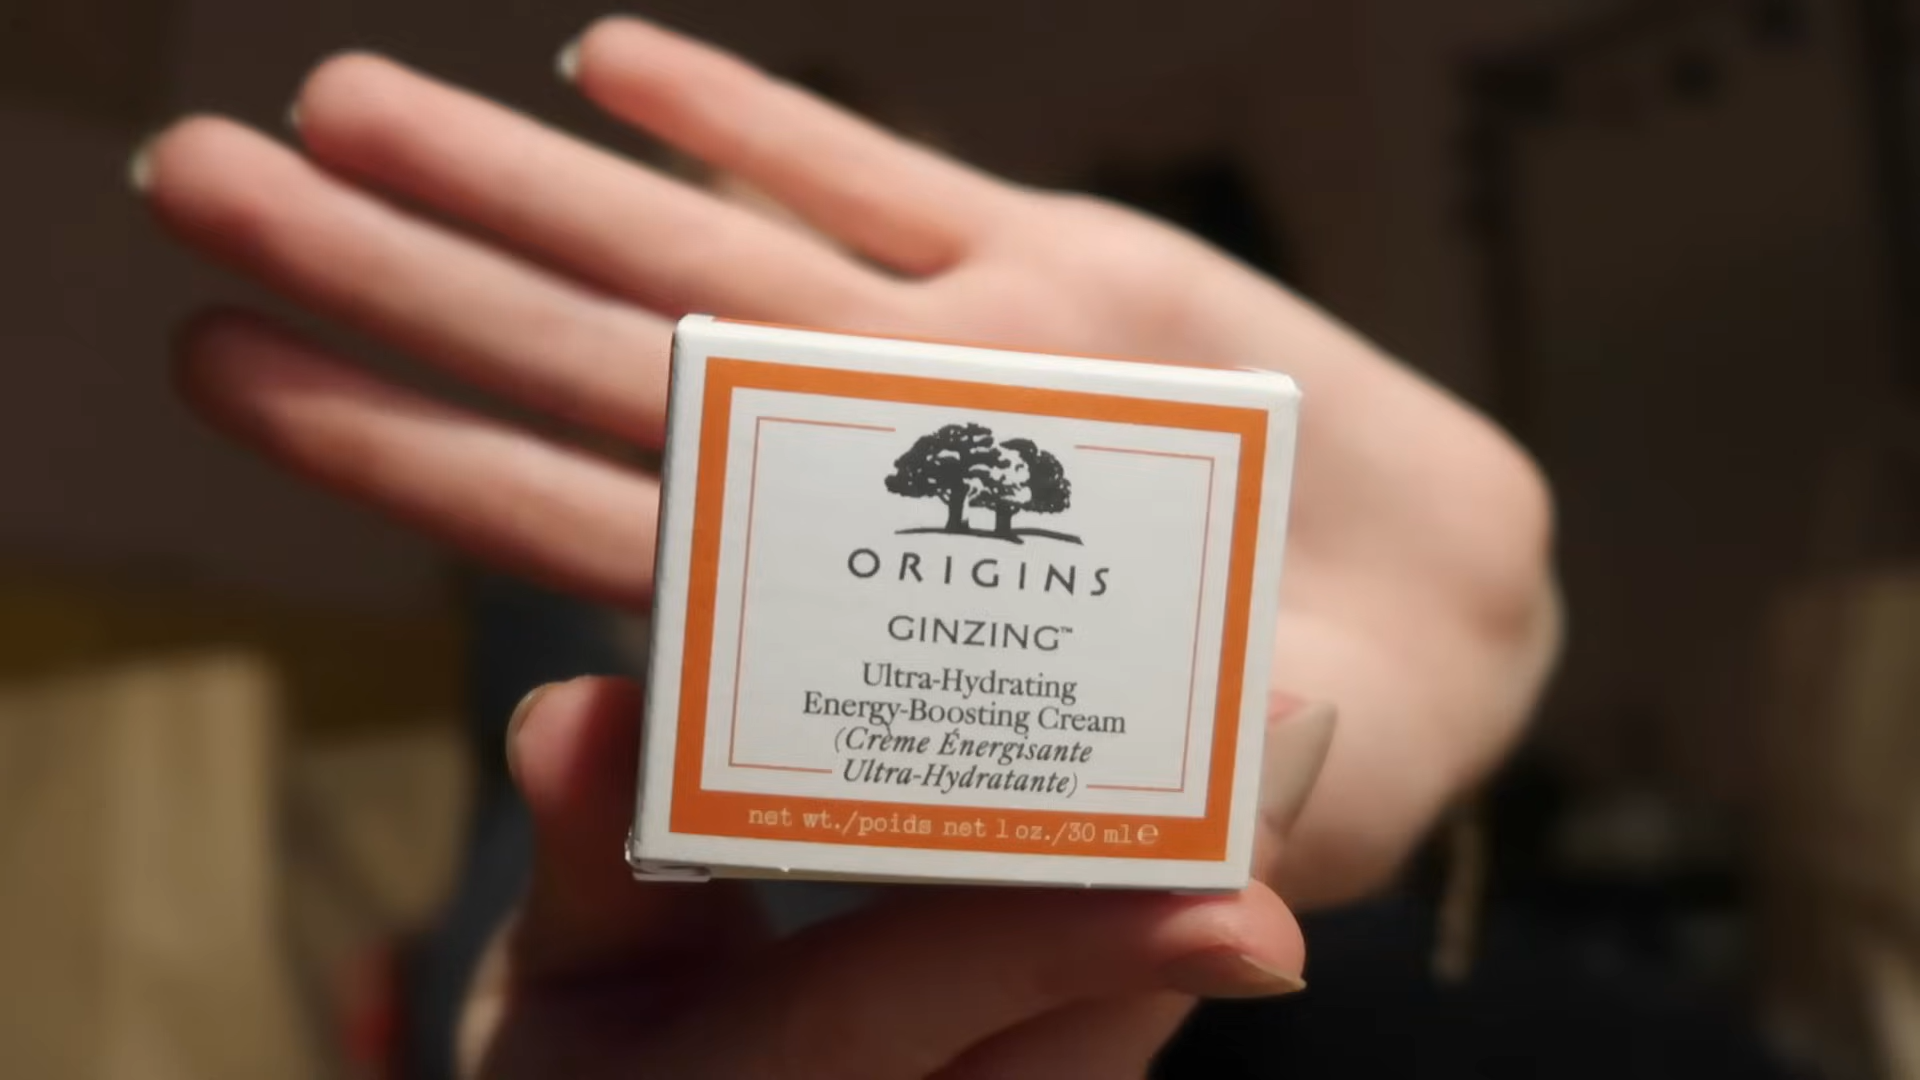 ORIGINS
GINZING™
Ultra-Hydrating
Energy-Boosting Cream
(Crème Énergisante
Ultra-Hydratante)
net wt./poids net 1 oz./30 ml ℮